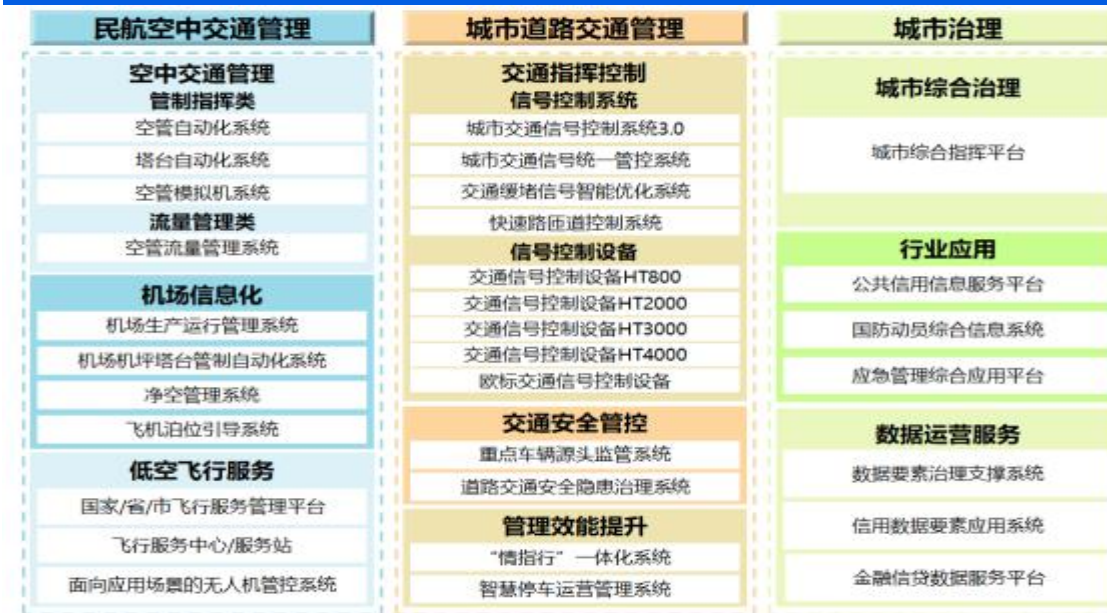 民航空中交通管理
空中交通管理
管制指挥类
空管自动化系统
塔台自动化系统
空管模拟机系统
流量管理类
空管流量管理系统
机场信息化
机场生产运行管理系统
机场机坪塔台管制自动化系统
净空管理系统
飞机泊位引导系统
低空飞行服务
国家/省/市飞行服务管理平台
飞行服务中心/服务站
面向应用场景的无人机管控系统
城市道路交通管理
交通指挥控制
信号控制系统
城市交通信号控制系统3.0
城市交通信号统一管控系统
交通缓堵信号智能优化系统
快速路匝道控制系统
信号控制设备
交通信号控制设备HT800
交通信号控制设备HT2000
交通信号控制设备HT3000
交通信号控制设备HT4000
欧标交通信号控制设备
交通安全管控
重点车辆源头监管系统
道路交通安全隐患治理系统
管理效能提升
“情指行”一体化系统
智慧停车运营管理系统
城市治理
城市综合治理
城市综合指挥平台
行业应用
公共信用信息服务平台
国防动员综合信息系统
应急管理综合应用平台
数据运营服务
数据要素治理支撑系统
信用数据要素应用系统
金融信贷数据服务平台